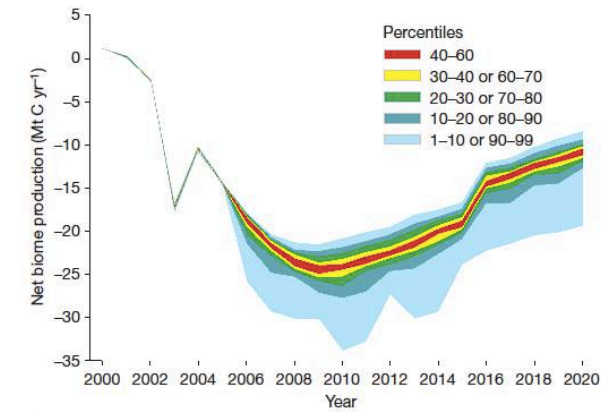 Percentiles
40–60
30–40 or 60–70
20–30 or 70–80
10–20 or 80–90
1–10 or 90–99
Net biome production (Mt C yr⁻¹)
5
0
–5
–10
–15
–20
–25
–30
–35
2000 2002 2004 2006 2008 2010 2012 2014 2016 2018 2020
Year